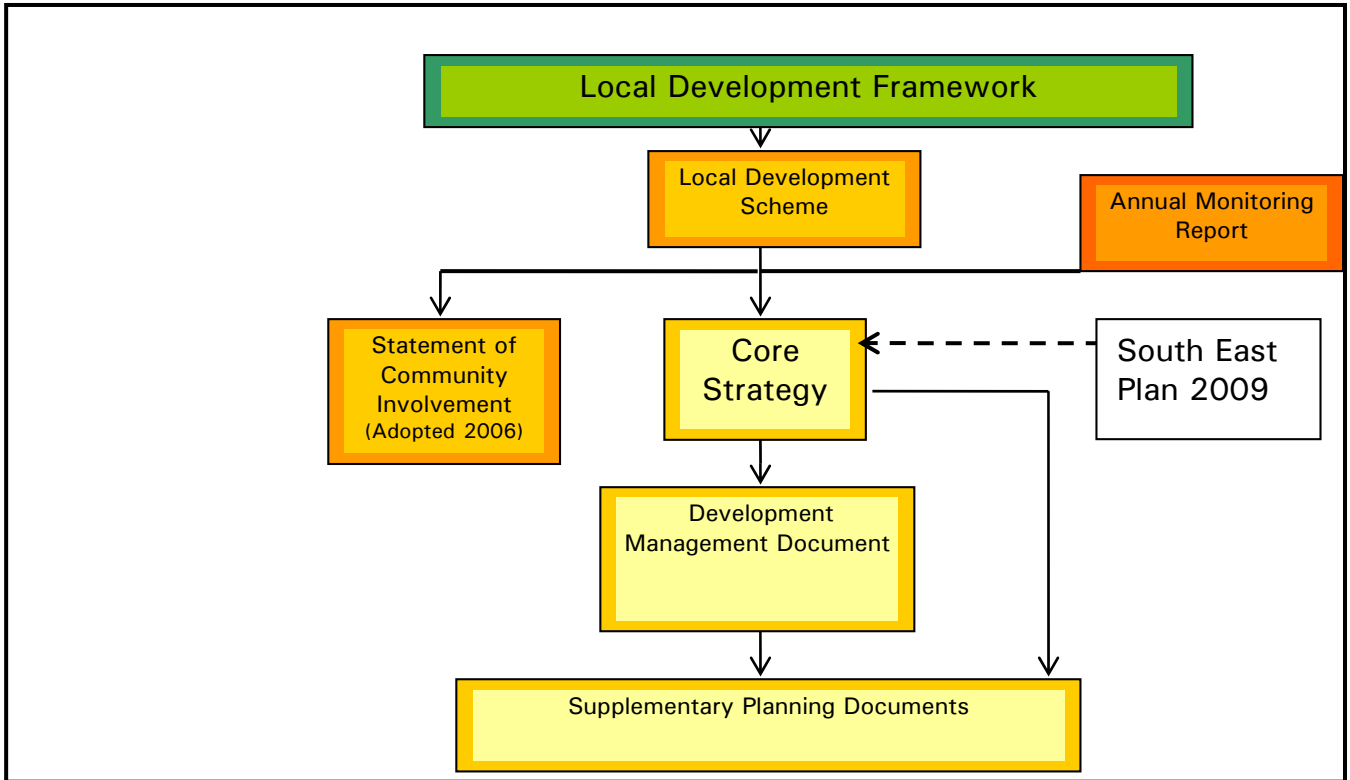 Local Development Framework
Local Development
Scheme
Annual Monitoring
Report
Statement of
Community
Involvement
(Adopted 2006)
Core
Strategy
South East
Plan 2009
Development
Management Document
Supplementary Planning Documents